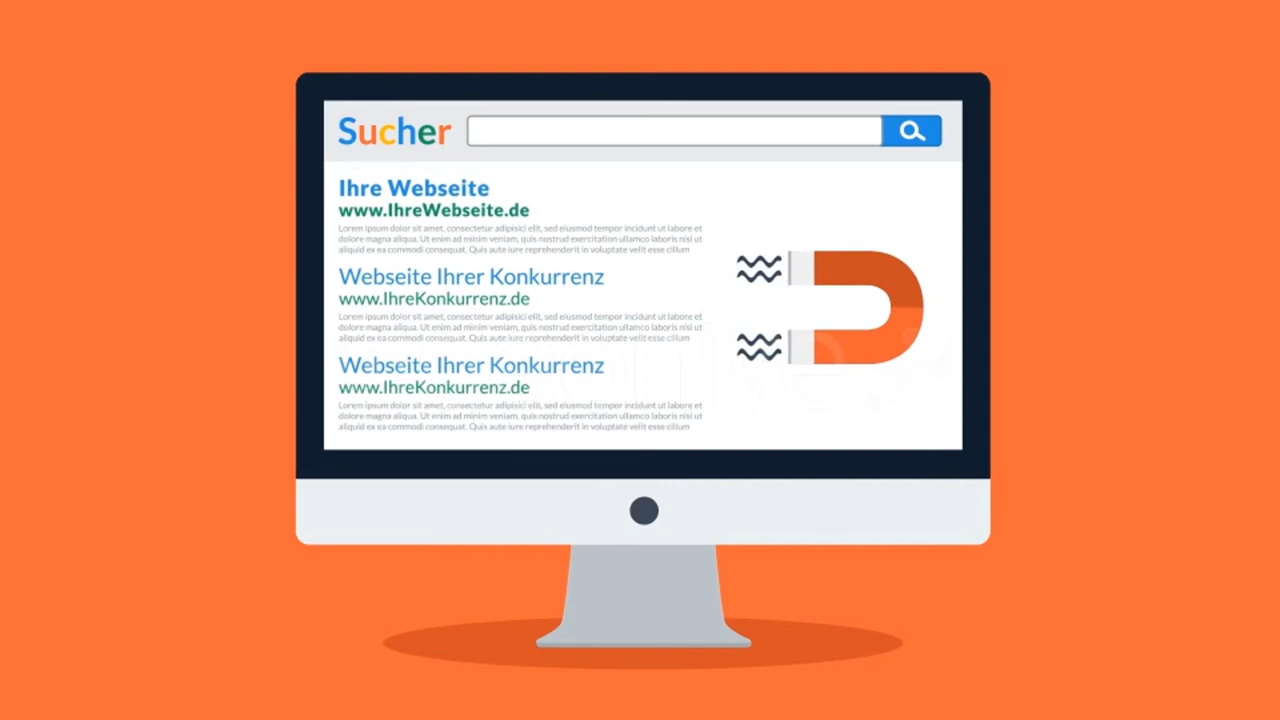 Sucher
Ihre Webseite
www.IhreWebseite.de
Lorem ipsum dolor sit amet, consectetur adipisici elit, sed eiusmod tempor incidunt ut labore et
dolore magna aliqua. Ut enim ad minim veniam, quis nostrud exercitation ullamco laboris nisi ut
aliquid ex ea commodi consequat. Quis aute iure reprehenderit in voluptate velit esse cillum
Webseite Ihrer Konkurrenz
www.IhreKonkurrenz.de
Lorem ipsum dolor sit amet, consectetur adipisici elit, sed eiusmod tempor incidunt ut labore et
dolore magna aliqua. Ut enim ad minim veniam, quis nostrud exercitation ullamco laboris nisi ut
aliquid ex ea commodi consequat. Quis aute iure reprehenderit in voluptate velit esse cillum
Webseite Ihrer Konkurrenz
www.IhreKonkurrenz.de
Lorem ipsum dolor sit amet, consectetur adipisici elit, sed eiusmod tempor incidunt ut labore et
dolore magna aliqua. Ut enim ad minim veniam, quis nostrud exercitation ullamco laboris nisi ut
aliquid ex ea commodi consequat. Quis aute iure reprehenderit in voluptate velit esse cillum